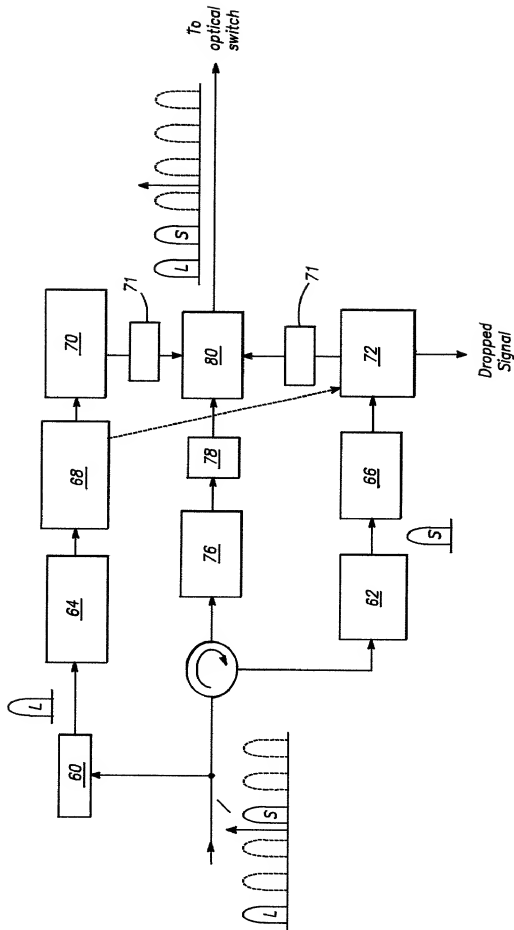 To
optical
switch
L
S
71
70
80
71
72
68
78
66
Dropped
Signal
64
76
62
S
L
60
S
L